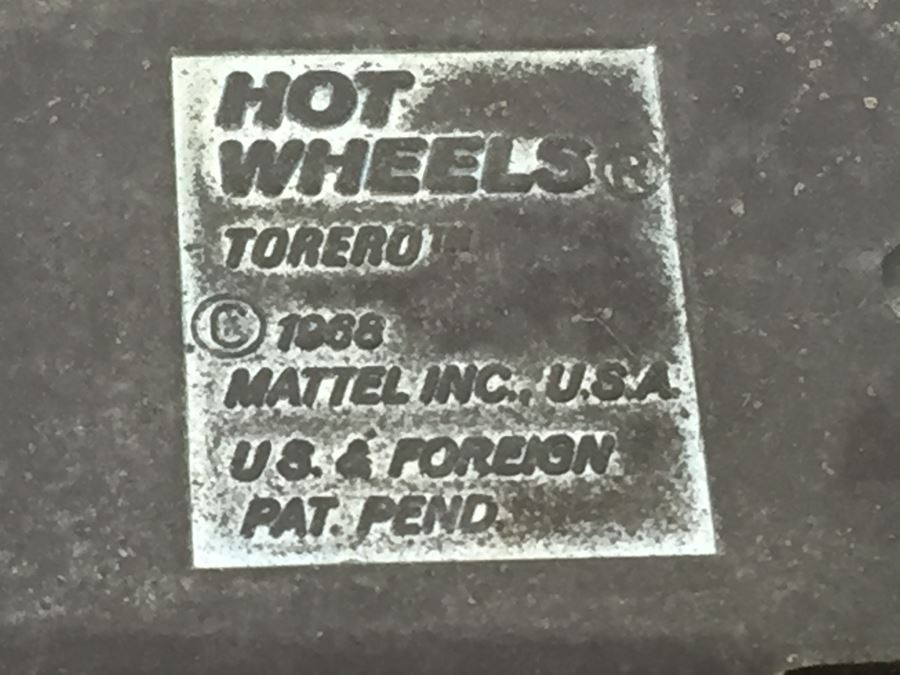 HOT
WHEELS®
TORERO™
© 1968
MATTEL INC., U.S.A.
U.S. & FOREIGN
PAT. PEND.